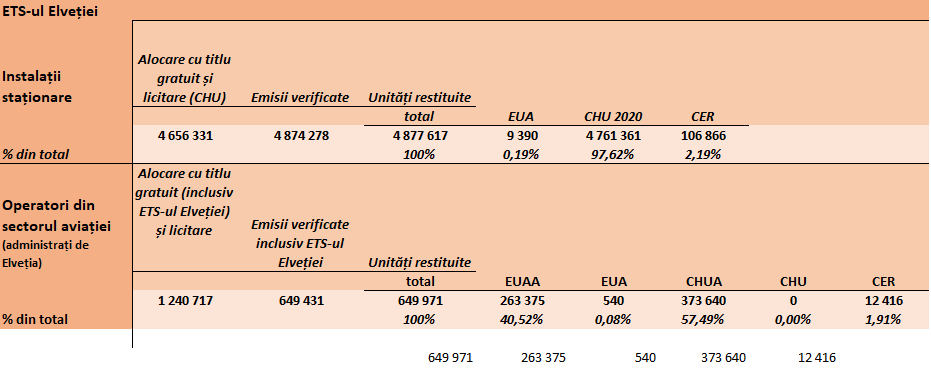 ETS-ul Elveției
Instalații staționare
Alocare cu titlu gratuit și licitare (CHU) Emisii verificate Unități restituite
total EUA CHU 2020 CER
4 656 331 4 874 278 4 877 617 9 390 4 761 361 106 866
% din total 100% 0,19% 97,62% 2,19%
Operatori din sectorul aviației (administrați de Elveția)
Alocare cu titlu gratuit (inclusiv ETS-ul Elveției) și licitare Emisii verificate inclusiv ETS-ul Elveției Unități restituite
total EUAA EUA CHUA CHU CER
1 240 717 649 431 649 971 263 375 540 373 640 0 12 416
% din total 100% 40,52% 0,08% 57,49% 0,00% 1,91%
649 971 263 375 540 373 640 12 416